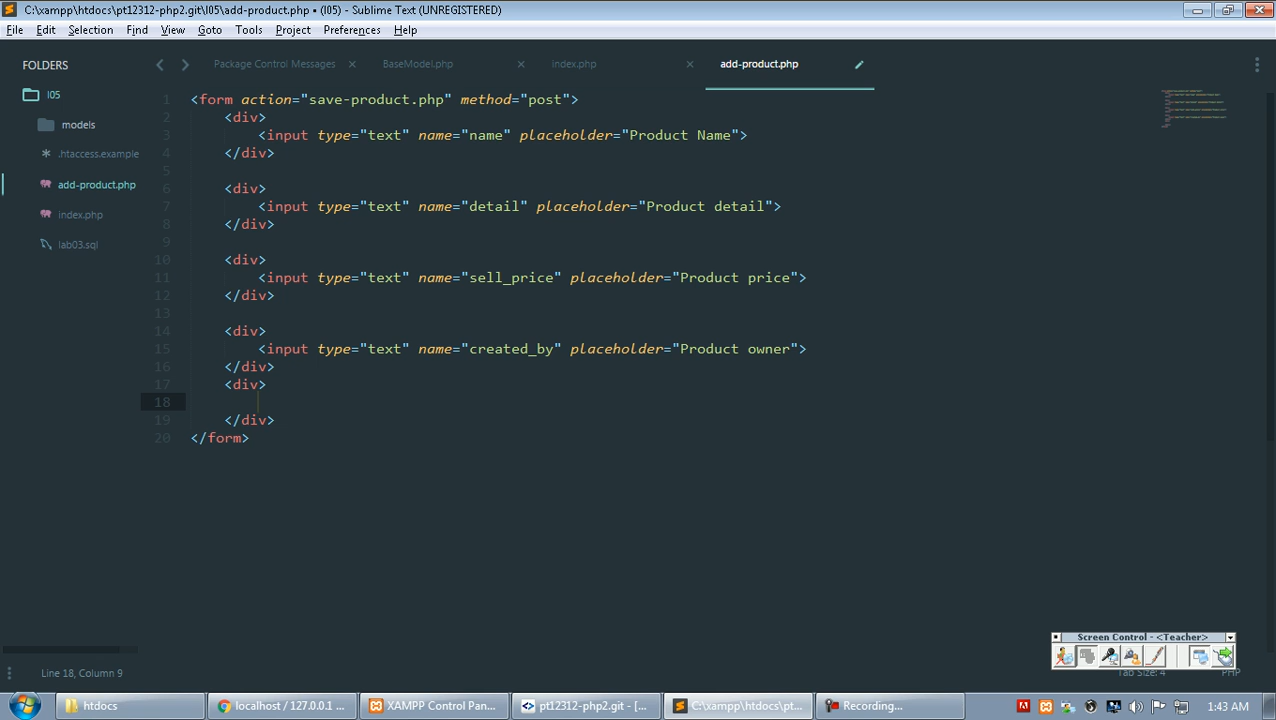 C:\xampp\htdocs\pt12312-php2.git\l05\add-product.php • (l05) - Sublime Text (UNREGISTERED)
File Edit Selection Find View Goto Tools Project Preferences Help
FOLDERS
l05
models
.htaccess.example
add-product.php
index.php
lab03.sql
Package Control Messages
BaseModel.php
index.php
add-product.php
1 <form action="save-product.php" method="post">
2 <div>
3 <input type="text" name="name" placeholder="Product Name">
4 </div>
5
6 <div>
7 <input type="text" name="detail" placeholder="Product detail">
8 </div>
9
10 <div>
11 <input type="text" name="sell_price" placeholder="Product price">
12 </div>
13
14 <div>
15 <input type="text" name="created_by" placeholder="Product owner">
16 </div>
17 <div>
18
19 </div>
20 </form>
Screen Control - <Teacher>
Line 18, Column 9
Tab Size: 4
PHP
htdocs
localhost / 127.0.0.1 ...
XAMPP Control Pan...
pt12312-php2.git - [...
C:\xampp\htdocs\pt...
Recording...
1:43 AM